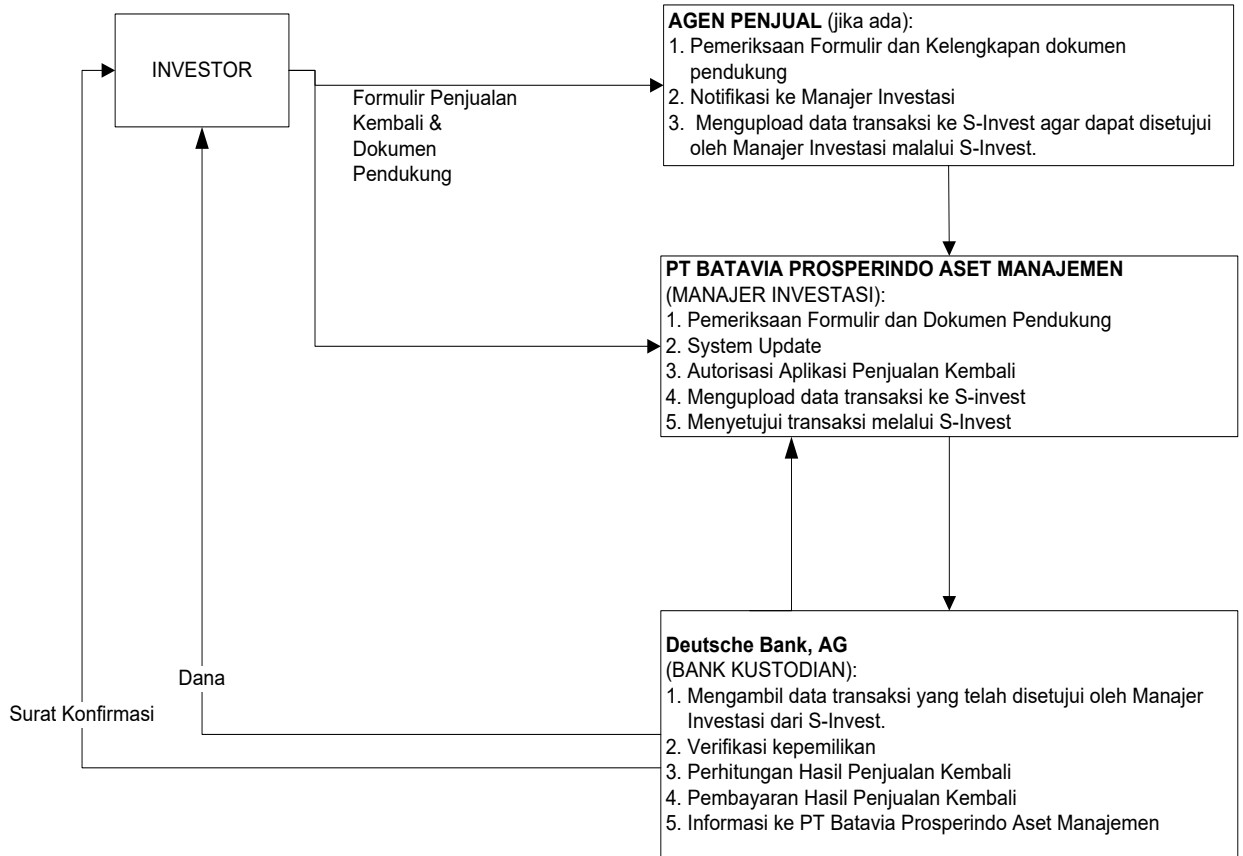 INVESTOR
Formulir Penjualan
Kembali &
Dokumen
Pendukung
AGEN PENJUAL (jika ada):
1. Pemeriksaan Formulir dan Kelengkapan dokumen
pendukung
2. Notifikasi ke Manajer Investasi
3. Mengupload data transaksi ke S-Invest agar dapat disetujui
oleh Manajer Investasi malalui S-Invest.
PT BATAVIA PROSPERINDO ASET MANAJEMEN
(MANAJER INVESTASI):
1. Pemeriksaan Formulir dan Dokumen Pendukung
2. System Update
3. Autorisasi Aplikasi Penjualan Kembali
4. Mengupload data transaksi ke S-invest
5. Menyetujui transaksi melalui S-Invest
Dana
Surat Konfirmasi
Deutsche Bank, AG
(BANK KUSTODIAN):
1. Mengambil data transaksi yang telah disetujui oleh Manajer
Investasi dari S-Invest.
2. Verifikasi kepemilikan
3. Perhitungan Hasil Penjualan Kembali
4. Pembayaran Hasil Penjualan Kembali
5. Informasi ke PT Batavia Prosperindo Aset Manajemen